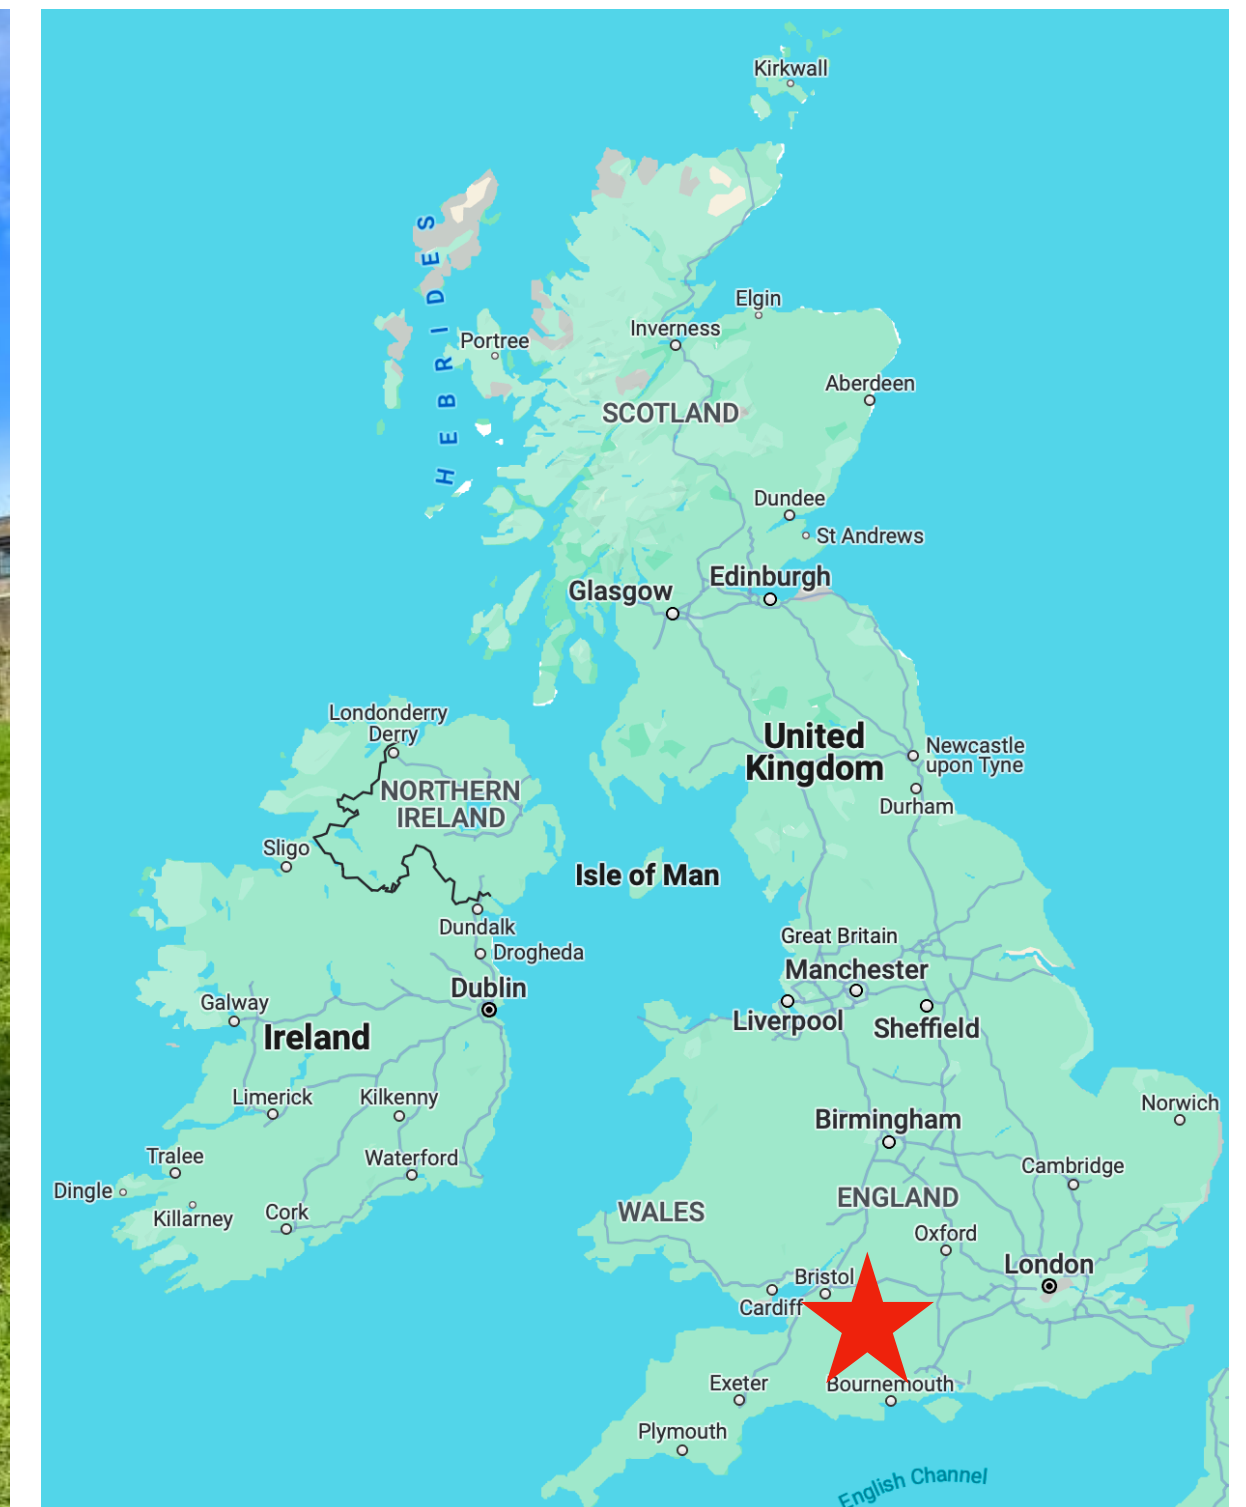 Kirkwall
HEBRIDES
Elgin
Inverness
Portree
Aberdeen
SCOTLAND
Dundee
St Andrews
Edinburgh
Glasgow
Londonderry
Derry
United
Kingdom
Newcastle
upon Tyne
NORTHERN
IRELAND
Durham
Sligo
Isle of Man
Dundalk
Great Britain
Drogheda
Manchester
Dublin
Galway
Liverpool
Sheffield
Ireland
Limerick
Kilkenny
Norwich
Birmingham
Tralee
Waterford
Cambridge
Dingle
ENGLAND
Killarney
Cork
WALES
Oxford
London
Bristol
Cardiff
Exeter
Bournemouth
Plymouth
English Channel